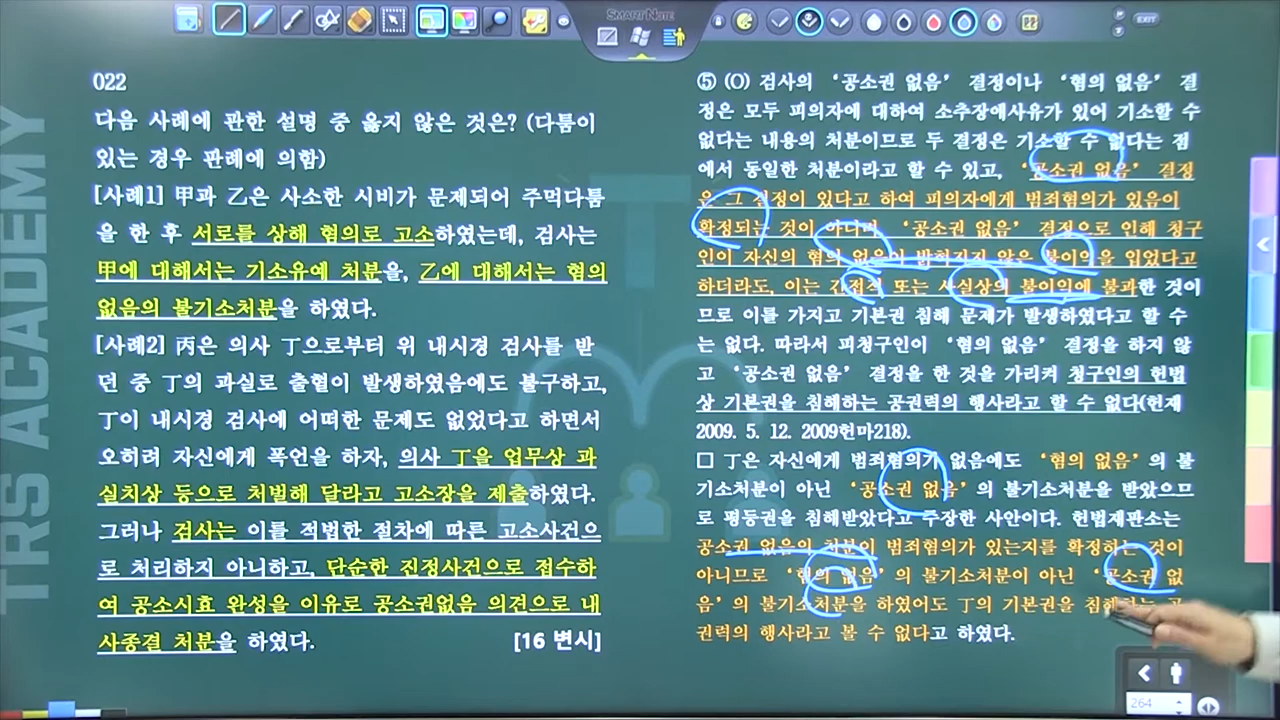 SMARTNOTE
EXIT
TRS ACADEMY
022
다음 사례에 관한 설명 중 옳지 않은 것은? (다툼이
있는 경우 판례에 의함)
[사례1] 甲과 乙은 사소한 시비가 문제되어 주먹다툼
을 한 후 서로를 상해 혐의로 고소하였는데, 검사는
甲에 대해서는 기소유예 처분을, 乙에 대해서는 혐의
없음의 불기소처분을 하였다.
[사례2] 丙은 의사 丁으로부터 위 내시경 검사를 받
던 중 丁의 과실로 출혈이 발생하였음에도 불구하고,
丁이 내시경 검사에 어떠한 문제도 없었다고 하면서
오히려 자신에게 폭언을 하자, 의사 丁을 업무상 과
실치상 등으로 처벌해 달라고 고소장을 제출하였다.
그러나 검사는 이를 적법한 절차에 따른 고소사건으
로 처리하지 아니하고, 단순한 진정사건으로 접수하
여 공소시효 완성을 이유로 공소권없음 의견으로 내
사종결 처분을 하였다. [16 변시]
⑤ (O) 검사의 ‘공소권 없음’ 결정이나 ‘혐의 없음’ 결
정은 모두 피의자에 대하여 소추장애사유가 있어 기소할 수
없다는 내용의 처분이므로 두 결정은 기소할 수 없다는 점
에서 동일한 처분이라고 할 수 있고, ‘공소권 없음’ 결정
은 그 결정이 있다고 하여 피의자에게 범죄혐의가 있음이
확정되는 것이 아니며, ‘공소권 없음’ 결정으로 인해 청구
인이 자신의 혐의 없음이 밝혀지지 않은 불이익을 입었다고
하더라도, 이는 간접적 또는 사실상의 불이익에 불과한 것이
므로 이를 가지고 기본권 침해 문제가 발생하였다고 할 수
는 없다. 따라서 피청구인이 ‘혐의 없음’ 결정을 하지 않
고 ‘공소권 없음’ 결정을 한 것을 가리켜 청구인의 헌법
상 기본권을 침해하는 공권력의 행사라고 할 수 없다(헌재
2009. 5. 12. 2009헌마218).
□ 丁은 자신에게 범죄혐의가 없음에도 ‘혐의 없음’의 불
기소처분이 아닌 ‘공소권 없음’의 불기소처분을 받았으므
로 평등권을 침해받았다고 주장한 사안이다. 헌법재판소는
공소권 없음의 처분이 범죄혐의가 있는지를 확정하는 것이
아니므로 ‘혐의 없음’의 불기소처분이 아닌 ‘공소권 없
음’의 불기소처분을 하였어도 丁의 기본권을 침해하는 공
권력의 행사라고 볼 수 없다고 하였다.
264